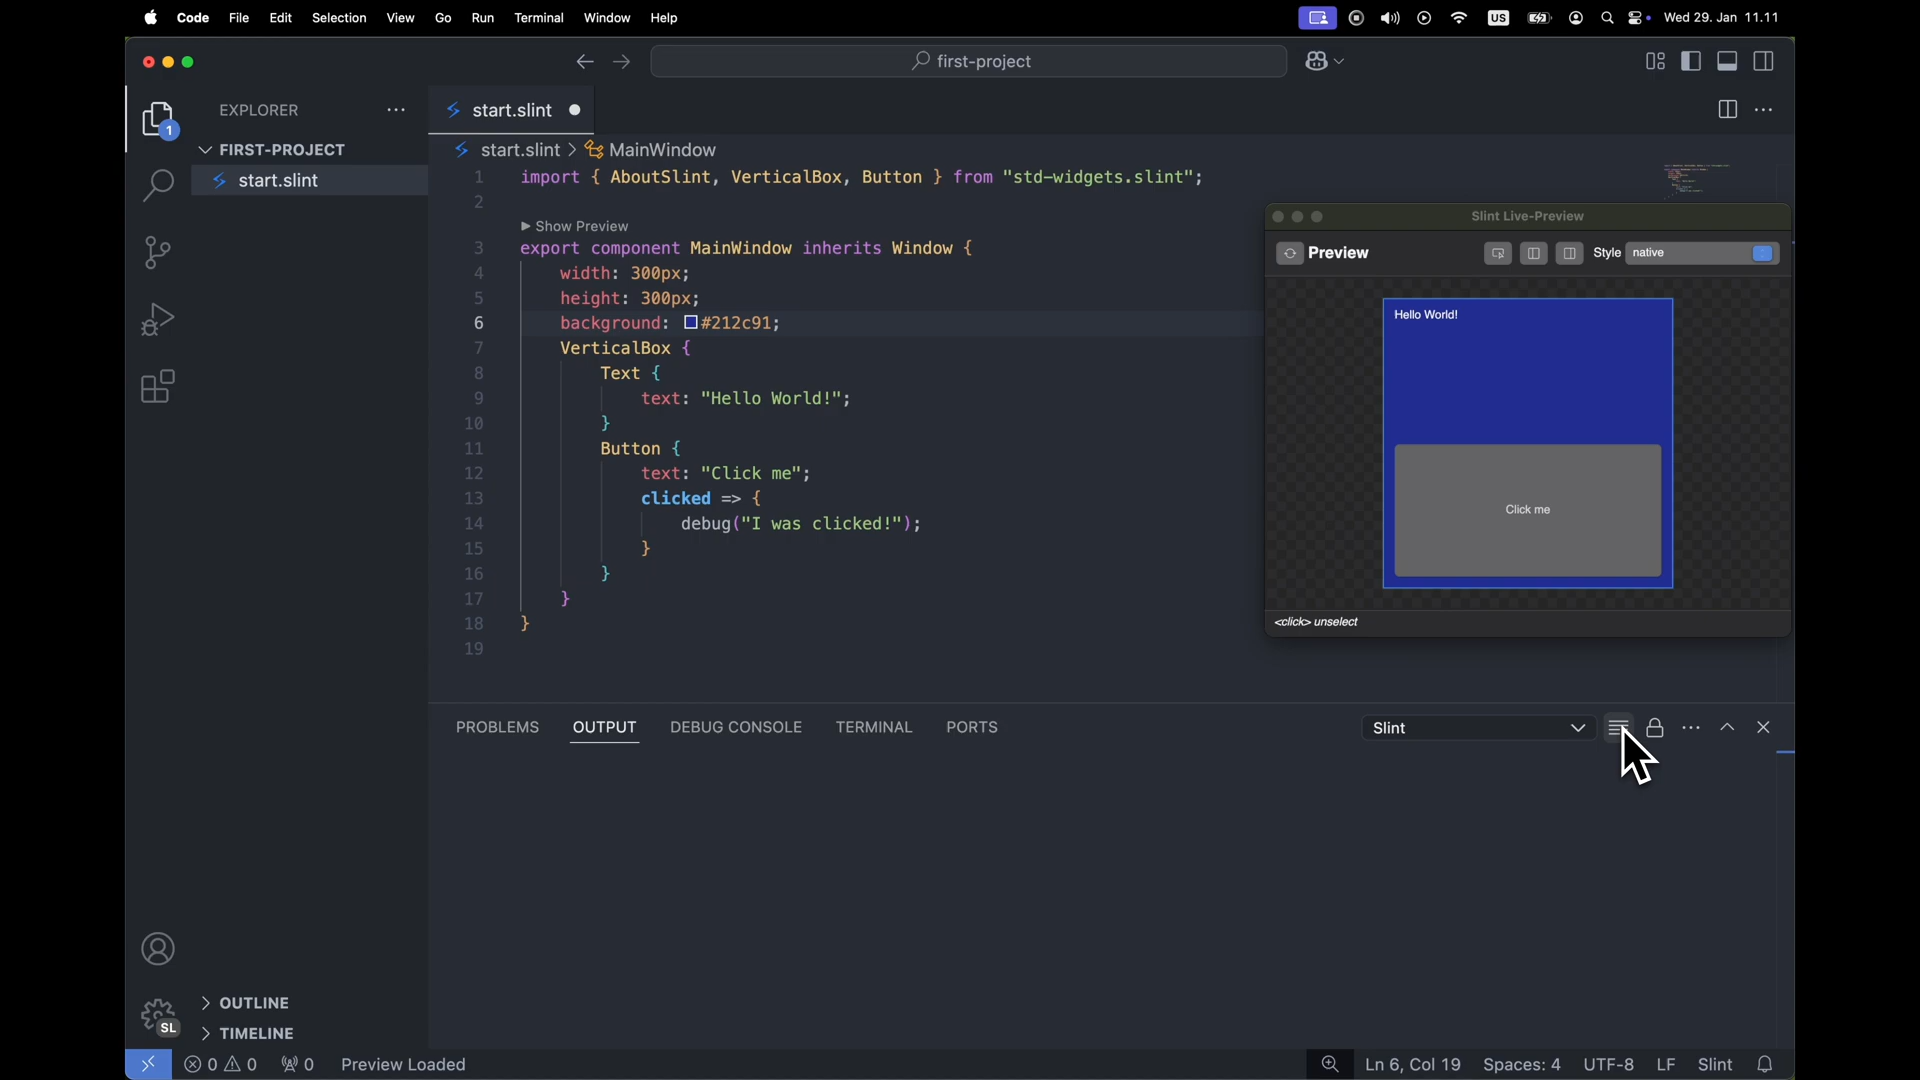 Code File Edit Selection View Go Run Terminal Window Help US Wed 29. Jan 11.11
first-project
EXPLORER
start.slint
1
FIRST-PROJECT
start.slint
start.slint > MainWindow
1 import { AboutSlint, VerticalBox, Button } from "std-widgets.slint";
2
Show Preview
3 export component MainWindow inherits Window {
4 width: 300px;
5 height: 300px;
6 background: #212c91;
7 VerticalBox {
8 Text {
9 text: "Hello World!";
10 }
11 Button {
12 text: "Click me";
13 clicked => {
14 debug("I was clicked!");
15 }
16 }
17 }
18 }
19
Slint Live-Preview
Preview Style native
Hello World!
Click me
<click> unselect
PROBLEMS OUTPUT DEBUG CONSOLE TERMINAL PORTS Slint
SL
OUTLINE
TIMELINE
0 0 0 Preview Loaded Ln 6, Col 19 Spaces: 4 UTF-8 LF Slint